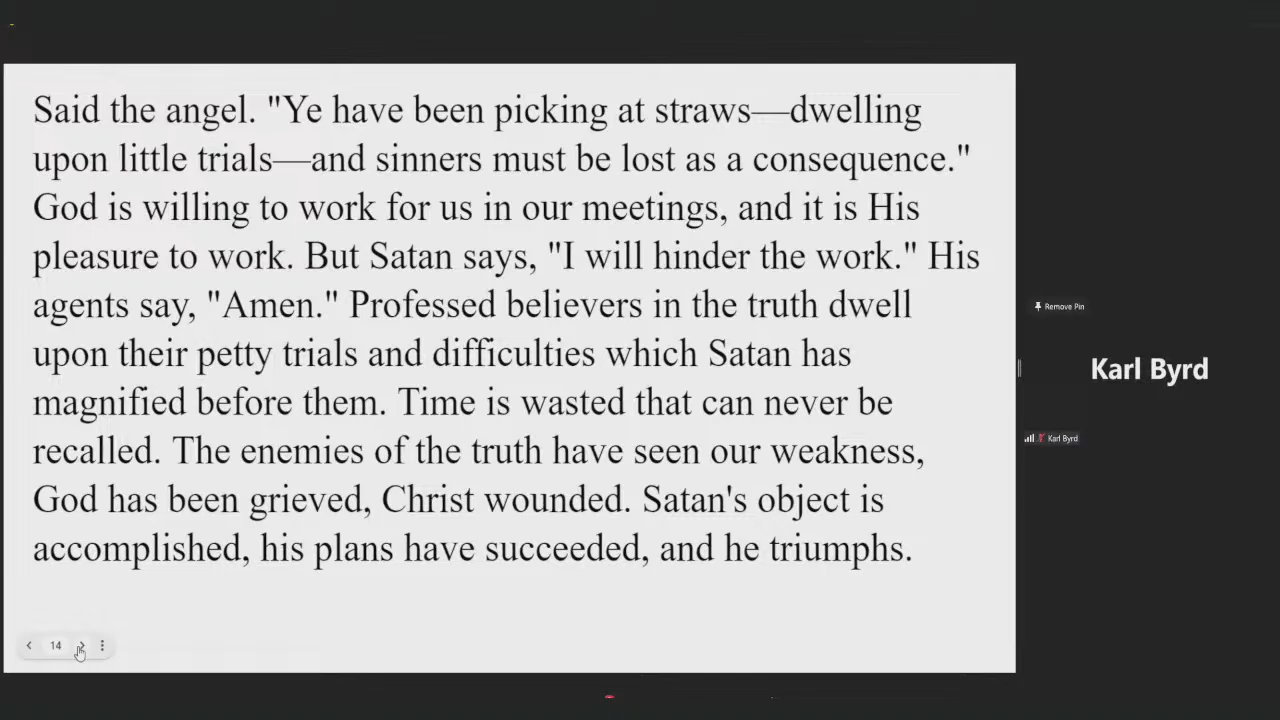 Said the angel. "Ye have been picking at straws—dwelling
upon little trials—and sinners must be lost as a consequence."
God is willing to work for us in our meetings, and it is His
pleasure to work. But Satan says, "I will hinder the work." His
agents say, "Amen." Professed believers in the truth dwell
upon their petty trials and difficulties which Satan has
magnified before them. Time is wasted that can never be
recalled. The enemies of the truth have seen our weakness,
God has been grieved, Christ wounded. Satan's object is
accomplished, his plans have succeeded, and he triumphs.
14
Remove Pin
Karl Byrd
Karl Byrd